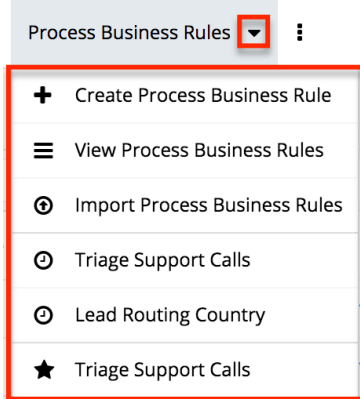 Process Business Rules
Create Process Business Rule
View Process Business Rules
Import Process Business Rules
Triage Support Calls
Lead Routing Country
Triage Support Calls